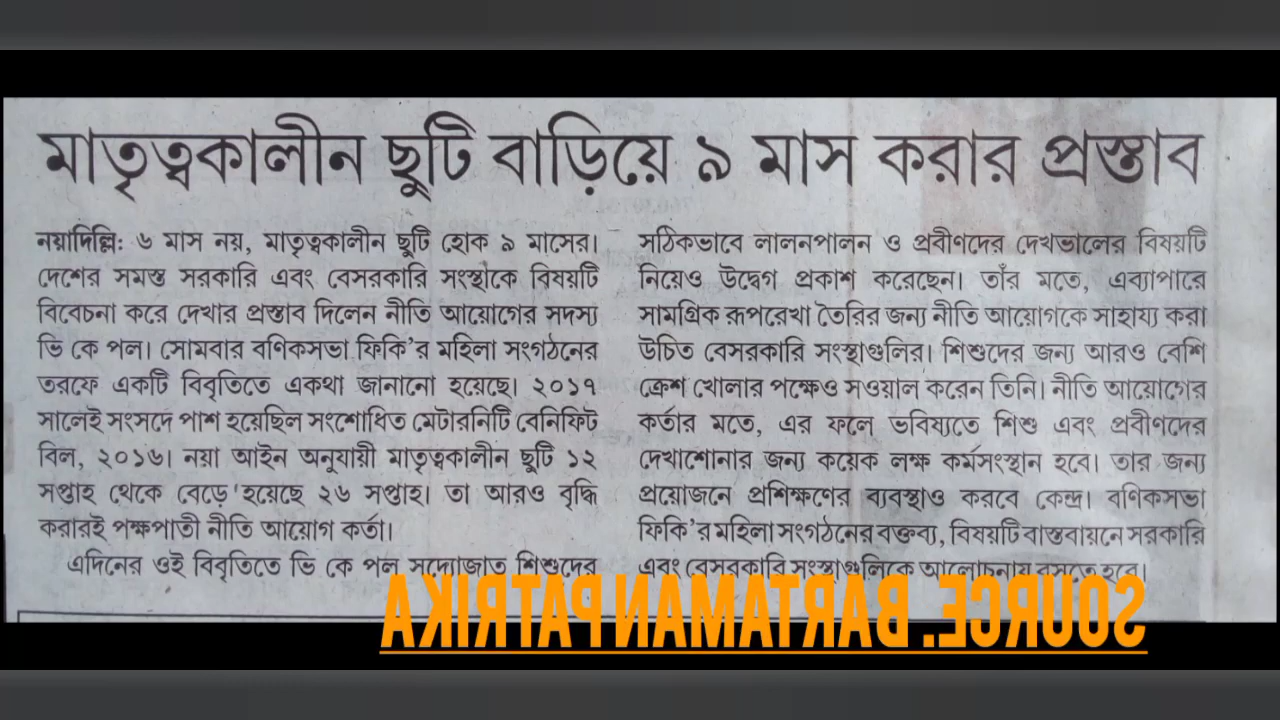 মাতৃত্বকালীন ছুটি বাড়িয়ে ৯ মাস করার প্রস্তাব
নয়াদিল্লি: ৬ মাস নয়, মাতৃত্বকালীন ছুটি হোক ৯ মাসের।
দেশের সমস্ত সরকারি এবং বেসরকারি সংস্থাকে বিষয়টি
বিবেচনা করে দেখার প্রস্তাব দিলেন নীতি আয়োগের সদস্য
ভি কে পল। সোমবার বণিকসভা ফিকি'র মহিলা সংগঠনের
তরফে একটি বিবৃতিতে একথা জানানো হয়েছে। ২০১৭
সালেই সংসদে পাশ হয়েছিল সংশোধিত মেটারনিটি বেনিফিট
বিল, ২০১৬। নয়া আইন অনুযায়ী মাতৃত্বকালীন ছুটি ১২
সপ্তাহ থেকে বেড়ে হয়েছে ২৬ সপ্তাহ। তা আরও বৃদ্ধি
করারই পক্ষপাতী নীতি আয়োগ কর্তা।
এদিনের ওই বিবৃতিতে ভি কে পল সদ্যোজাত শিশুদের
সঠিকভাবে লালনপালন ও প্রবীণদের দেখভালের বিষয়টি
নিয়েও উদ্বেগ প্রকাশ করেছেন। তাঁর মতে, এব্যাপারে
সামগ্রিক রূপরেখা তৈরির জন্য নীতি আয়োগকে সাহায্য করা
উচিত বেসরকারি সংস্থাগুলির। শিশুদের জন্য আরও বেশি
ক্রেশ খোলার পক্ষেও সওয়াল করেন তিনি। নীতি আয়োগের
কর্তার মতে, এর ফলে ভবিষ্যতে শিশু এবং প্রবীণদের
দেখাশোনার জন্য কয়েক লক্ষ কর্মসংস্থান হবে। তার জন্য
প্রয়োজনে প্রশিক্ষণের ব্যবস্থাও করবে কেন্দ্র। বণিকসভা
ফিকি'র মহিলা সংগঠনের বক্তব্য, বিষয়টি বাস্তবায়নে সরকারি
এবং বেসরকারি সংস্থাগুলিকে আলোচনায় বসতে হবে।
SOURCE. BARTAMAN PATRIKA